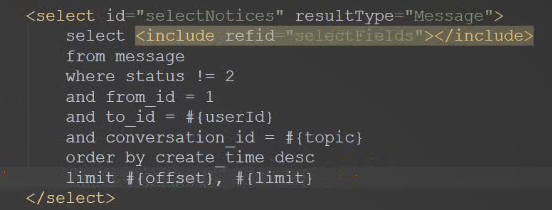 <select id="selectNotices" resultType="Message">
select <include refid="selectFields"></include>
from message
where status != 2
and from_id = 1
and to_id = #{userId}
and conversation_id = #{topic}
order by create_time desc
limit #{offset}, #{limit}
</select>